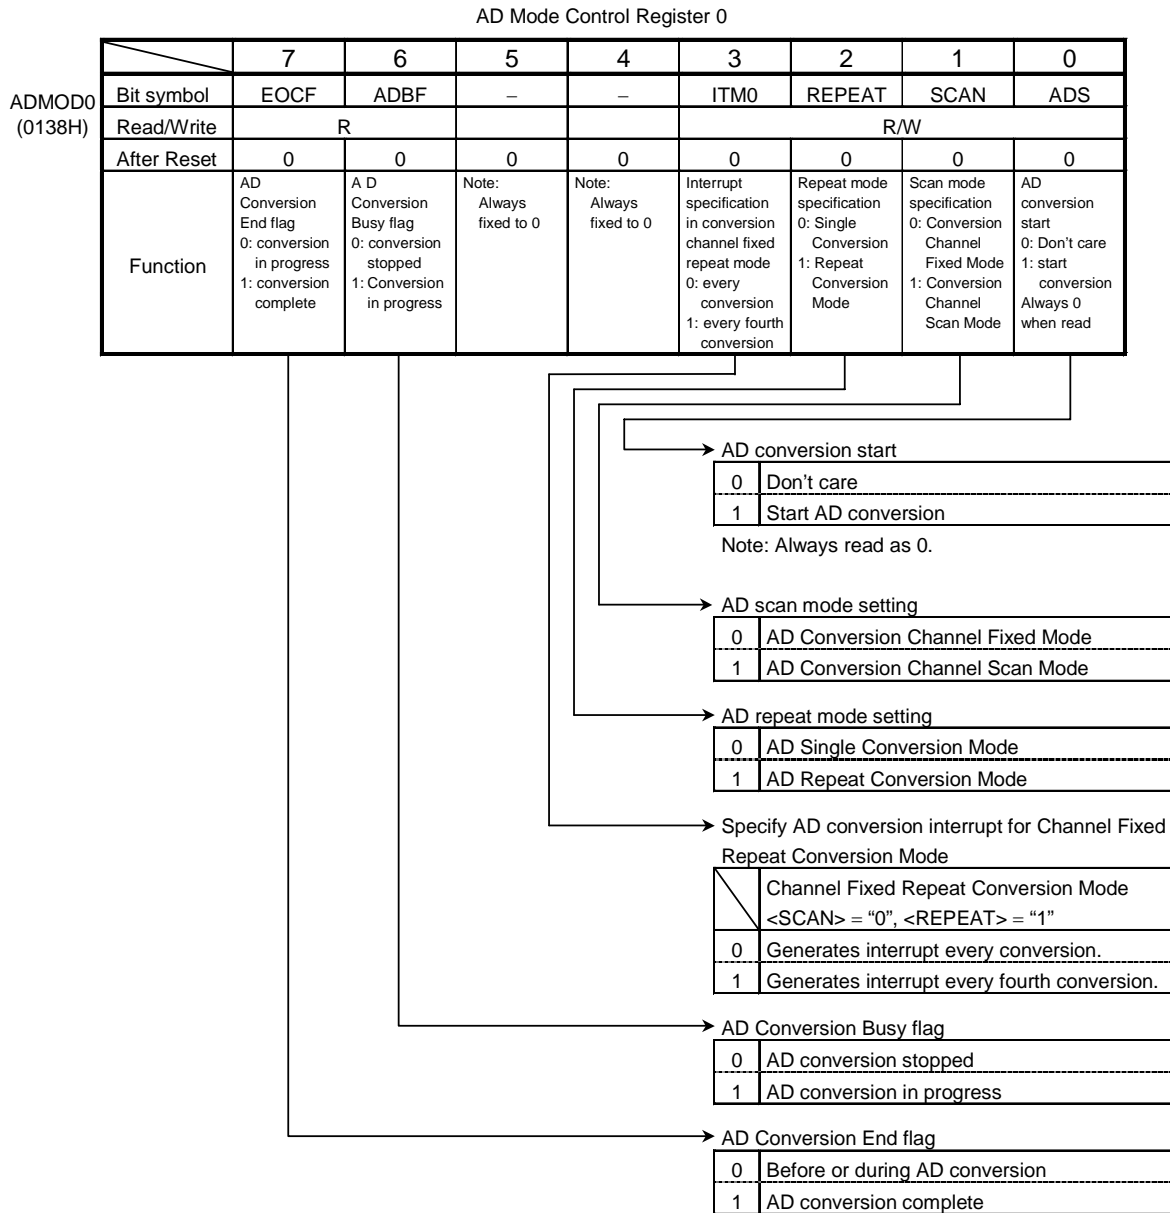 AD Mode Control Register 0
7 6 5 4 3 2 1 0
ADMOD0
(0138H)
Bit symbol EOCF ADBF – – ITM0 REPEAT SCAN ADS
Read/Write R R/W
After Reset 0 0 0 0 0 0 0 0
Function
AD
Conversion
End flag
0: conversion
in progress
1: conversion
complete
A D
Conversion
Busy flag
0: conversion
stopped
1: Conversion
in progress
Note:
Always
fixed to 0
Note:
Always
fixed to 0
Interrupt
specification
in conversion
channel fixed
repeat mode
0: every
conversion
1: every fourth
conversion
Repeat mode
specification
0: Single
Conversion
1: Repeat
Conversion
Mode
Scan mode
specification
0: Conversion
Channel
Fixed Mode
1: Conversion
Channel
Scan Mode
AD
conversion
start
0: Don't care
1: start
conversion
Always 0
when read
AD conversion start
0 Don't care
1 Start AD conversion
Note: Always read as 0.
AD scan mode setting
0 AD Conversion Channel Fixed Mode
1 AD Conversion Channel Scan Mode
AD repeat mode setting
0 AD Single Conversion Mode
1 AD Repeat Conversion Mode
Specify AD conversion interrupt for Channel Fixed
Repeat Conversion Mode
Channel Fixed Repeat Conversion Mode
<SCAN> = “0”, <REPEAT> = “1”
0 Generates interrupt every conversion.
1 Generates interrupt every fourth conversion.
AD Conversion Busy flag
0 AD conversion stopped
1 AD conversion in progress
AD Conversion End flag
0 Before or during AD conversion
1 AD conversion complete